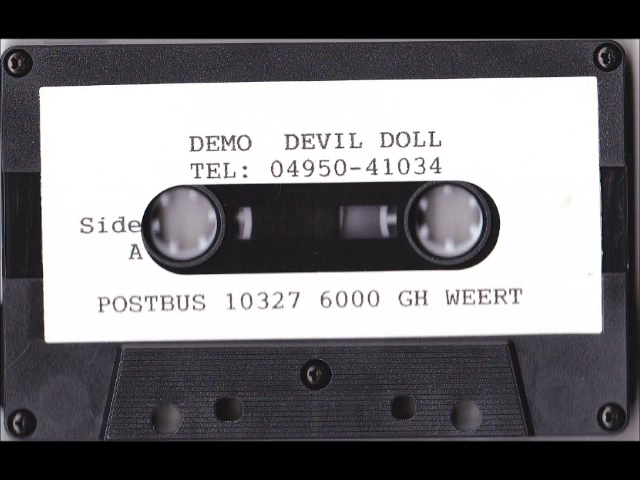 DEMO  DEVIL DOLL
TEL: 04950-41034
Side
A
POSTBUS 10327 6000 GH WEERT